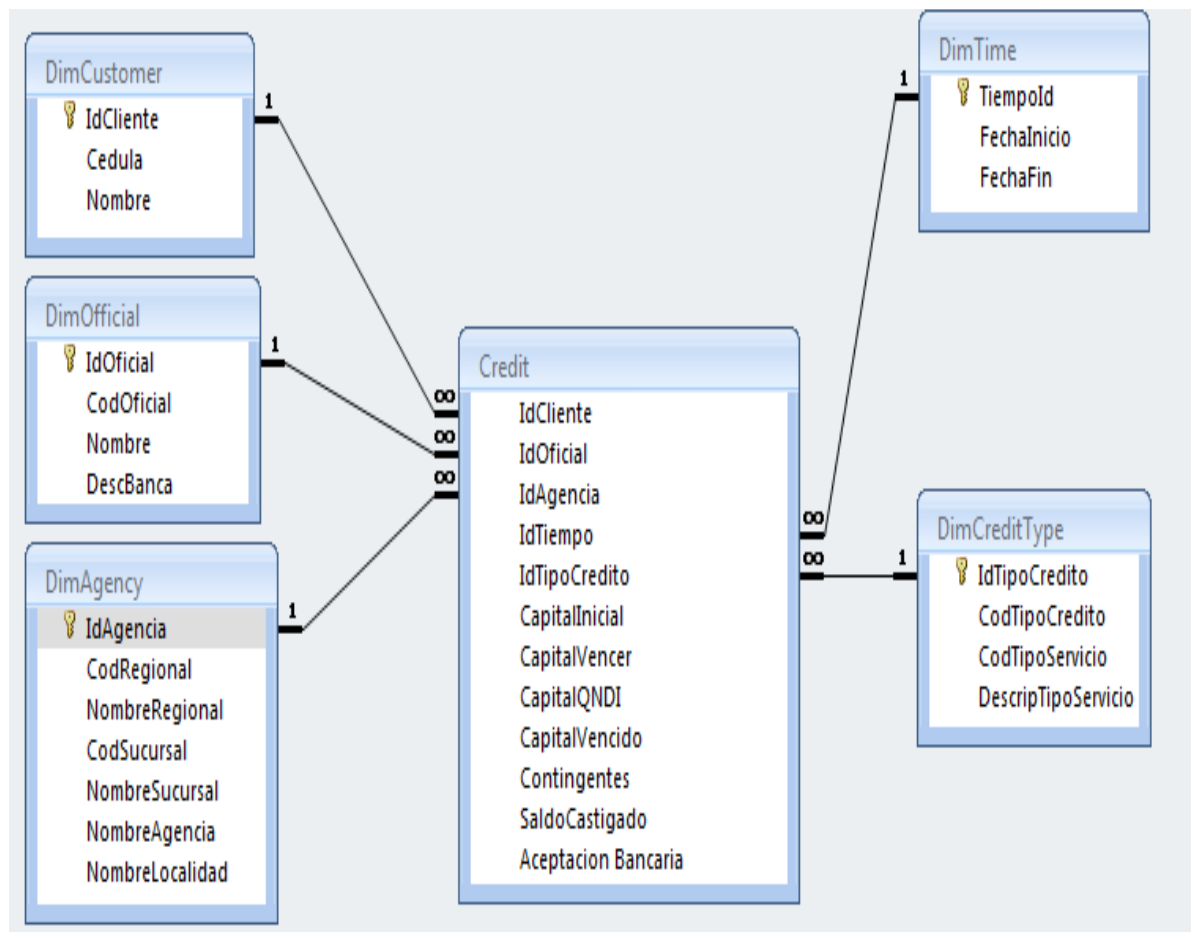 DimCustomer
IdCliente
Cedula
Nombre
1
DimOfficial
IdOficial
CodOficial
Nombre
DescBanca
1
DimAgency
IdAgencia
CodRegional
NombreRegional
CodSucursal
NombreSucursal
NombreAgencia
NombreLocalidad
1
∞
∞
∞
Credit
IdCliente
IdOficial
IdAgencia
IdTiempo
IdTipoCredito
CapitalInicial
CapitalVencer
CapitalQNDI
CapitalVencido
Contingentes
SaldoCastigado
Aceptacion Bancaria
∞
∞
1
DimTime
TiempoId
FechaInicio
FechaFin
1
DimCreditType
IdTipoCredito
CodTipoCredito
CodTipoServicio
DescripTipoServicio